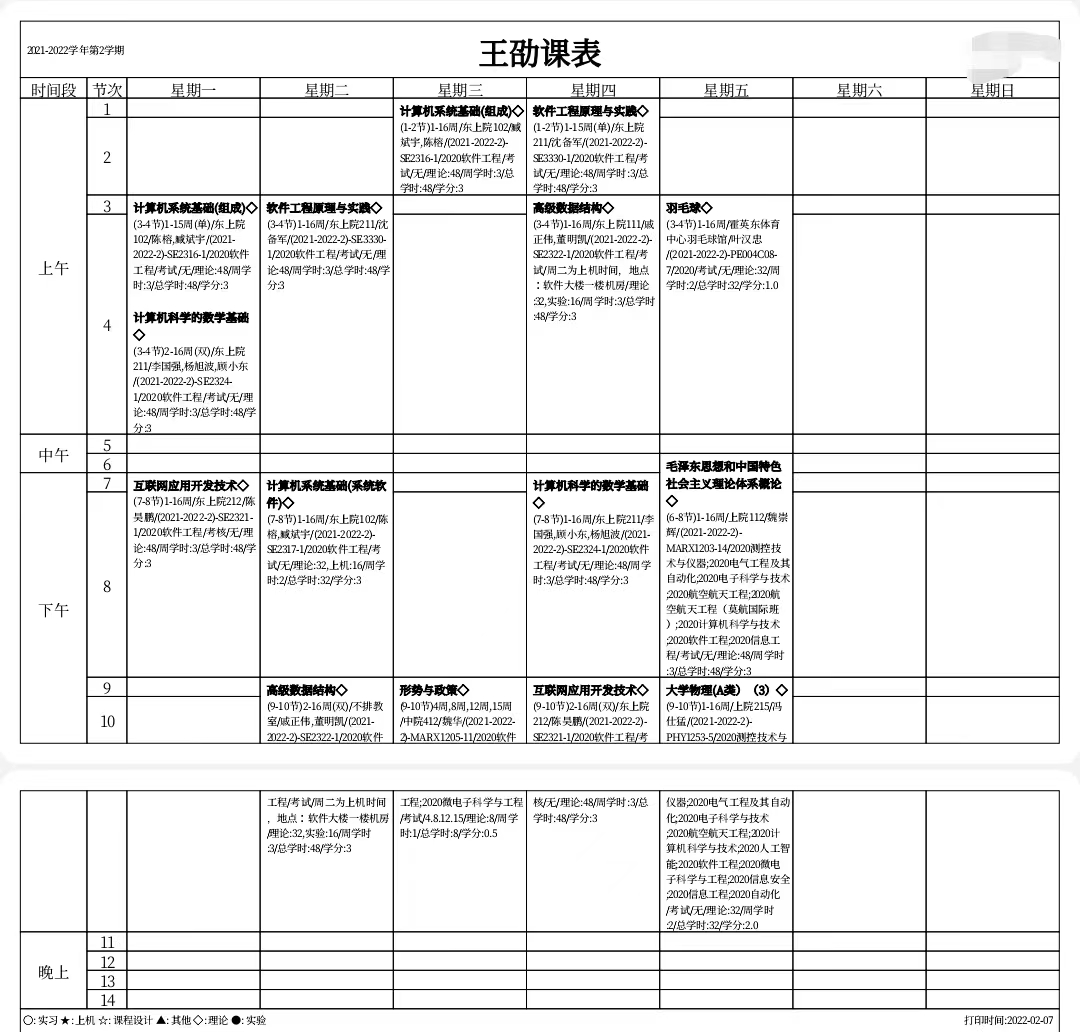 2021-2022学年第2学期
王劭课表
时间段 节次 星期一 星期二 星期三 星期四 星期五 星期六 星期日
上午
1
2
计算机系统基础(组成)◇
(1-2节)1-16周/东上院102/臧
斌宇,陈榕/(2021-2022-2)-
SE2316-1/2020软件工程/考
试/无/理论:48/周学时:3/总
学时:48/学分:3
软件工程原理与实践◇
(1-2节)1-15周(单)/东上院
211/沈备军/(2021-2022-2)-
SE3330-1/2020软件工程/考
试/无/理论:48/周学时:3/总
学时:48/学分:3
3
4
计算机系统基础(组成)◇
(3-4节)1-15周(单)/东上院
102/陈榕,臧斌宇/(2021-
2022-2)-SE2316-1/2020软件
工程/考试/无/理论:48/周学
时:3/总学时:48/学分:3
计算机科学的数学基础
◇
(3-4节)2-16周(双)/东上院
211/李国强,杨旭波,顾小东
/(2021-2022-2)-SE2324-
1/2020软件工程/考试/无/理
论:48/周学时:3/总学时:48/学
分:3
软件工程原理与实践◇
(3-4节)1-16周/东上院211/沈
备军/(2021-2022-2)-SE3330-
1/2020软件工程/考试/无/理
论:48/周学时:3/总学时:48/学
分:3
高级数据结构◇
(3-4节)1-16周/东上院111/戚
正伟,董明凯/(2021-2022-2)-
SE2322-1/2020软件工程/考
试/周二为上机时间，地点
：软件大楼一楼机房/理论
:32,实验:16/周学时:3/总学时
:48/学分:3
羽毛球◇
(3-4节)1-16周/霍英东体育
中心羽毛球馆/叶汉忠
/(2021-2022-2)-PE004C08-
7/2020/考试/无/理论:32/周
学时:2/总学时:32/学分:1.0
中午
5
6
下午
7
8
互联网应用开发技术◇
(7-8节)1-16周/东上院212/陈
昊鹏/(2021-2022-2)-SE2321-
1/2020软件工程/考核/无/理
论:48/周学时:3/总学时:48/学
分:3
计算机系统基础(系统软
件)◇
(7-8节)1-16周/东上院102/陈
榕,臧斌宇/(2021-2022-2)-
SE2317-1/2020软件工程/考
试/无/理论:32,上机:16/周学
时:2/总学时:32/学分:3
计算机科学的数学基础
◇
(7-8节)1-16周/东上院211/李
国强,顾小东,杨旭波/(2021-
2022-2)-SE2324-1/2020软件
工程/考试/无/理论:48/周学
时:3/总学时:48/学分:3
毛泽东思想和中国特色
社会主义理论体系概论
◇
(6-8节)1-16周/上院112/魏崇
辉/(2021-2022-2)-
MARX1203-14/2020测控技
术与仪器;2020电气工程及其
自动化;2020电子科学与技术
;2020航空航天工程;2020航
空航天工程（莫航国际班
）;2020计算机科学与技术
;2020软件工程;2020信息工
程/考试/无/理论:48/周学时
:3/总学时:48/学分:3
9
10
高级数据结构◇
(9-10节)2-16周(双)/不排教
室/戚正伟,董明凯/(2021-
2022-2)-SE2322-1/2020软件
工程/考试/周二为上机时间
，地点：软件大楼一楼机房
/理论:32,实验:16/周学时
:3/总学时:48/学分:3
形势与政策◇
(9-10节)4周,8周,12周,15周
/中院412/魏华/(2021-2022-
2)-MARX1205-11/2020软件
工程;2020微电子科学与工程
/考试/4.8.12.15/理论:8/周学
时:1/总学时:8/学分:0.5
互联网应用开发技术◇
(9-10节)2-16周(双)/东上院
212/陈昊鹏/(2021-2022-2)-
SE2321-1/2020软件工程/考
核/无/理论:48/周学时:3/总
学时:48/学分:3
大学物理(A类）（3）◇
(9-10节)1-16周/上院215/冯
仕猛/(2021-2022-2)-
PHY1253-5/2020测控技术与
仪器;2020电气工程及其自动
化;2020电子科学与技术
;2020航空航天工程;2020计
算机科学与技术;2020人工智
能;2020软件工程;2020微电
子科学与工程;2020信息安全
;2020信息工程;2020自动化
/考试/无/理论:32/周学时
:2/总学时:32/学分:2.0
晚上
11
12
13
14
〇: 实习 ★: 上机 ☆: 课程设计 ▲: 其他 ◇: 理论 ●: 实验
打印时间:2022-02-07